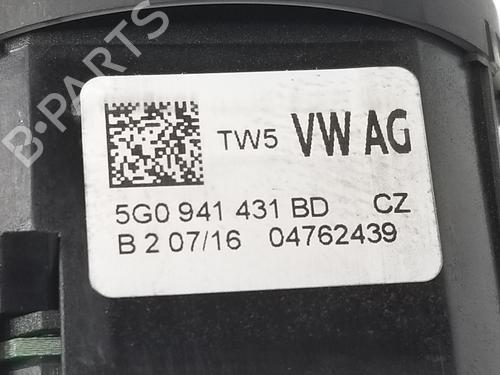 B-PARTS
TW5 VW AG
5G0 941 431 BD CZ
B 2 07/16 04762439